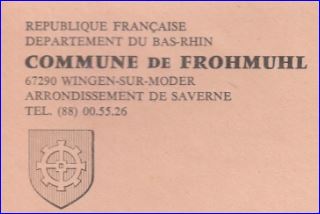 REPUBLIQUE FRANÇAISE
DEPARTEMENT DU BAS-RHIN
COMMUNE DE FROHMUHL
67290 WINGEN-SUR-MODER
ARRONDISSEMENT DE SAVERNE
TEL. (88) 00.55.26